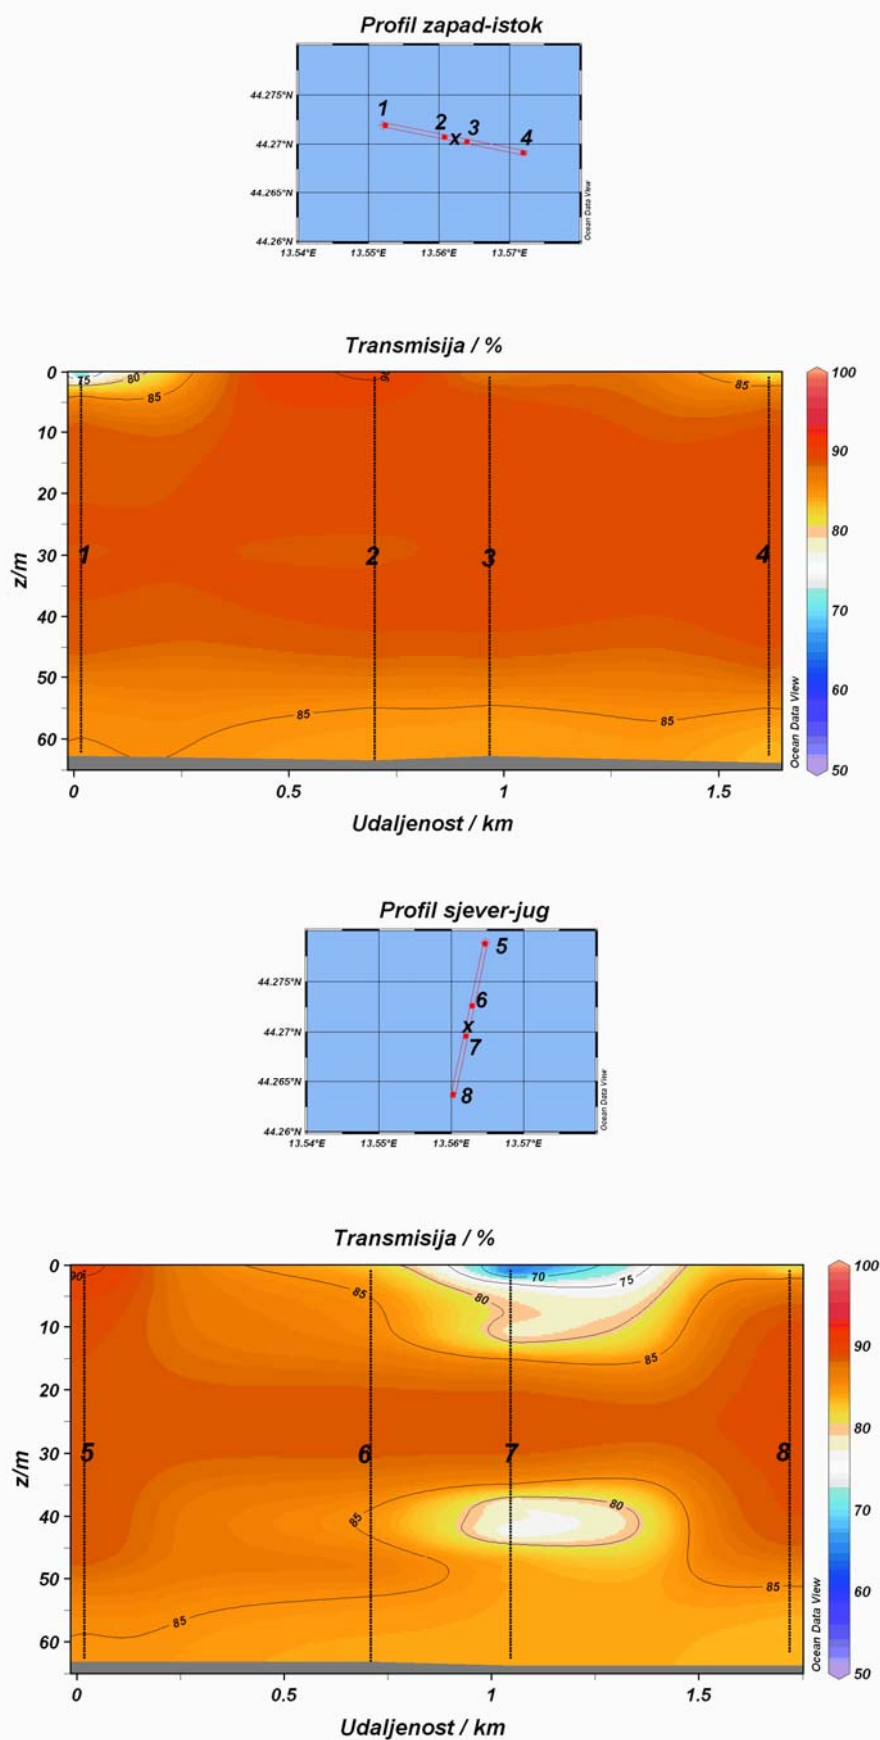 Profil zapad-istok
44.275°N
44.27°N
44.265°N
44.26°N
1
2
x
3
4
13.54°E 13.55°E 13.56°E 13.57°E
Ocean Data View
Transmisija / %
0
10
20
30
40
50
60
z/m
75
80
85
90
85
85
85
1
2
3
4
100
90
80
70
60
50
Ocean Data View
0 0.5 1 1.5
Udaljenost / km
Profil sjever-jug
44.275°N
44.27°N
44.265°N
44.26°N
5
6
x
7
8
13.54°E 13.55°E 13.56°E 13.57°E
Ocean Data View
Transmisija / %
0
10
20
30
40
50
60
z/m
90
70
75
85
80
85
80
85
85
85
5
6
7
8
100
90
80
70
60
50
Ocean Data View
0 0.5 1 1.5
Udaljenost / km